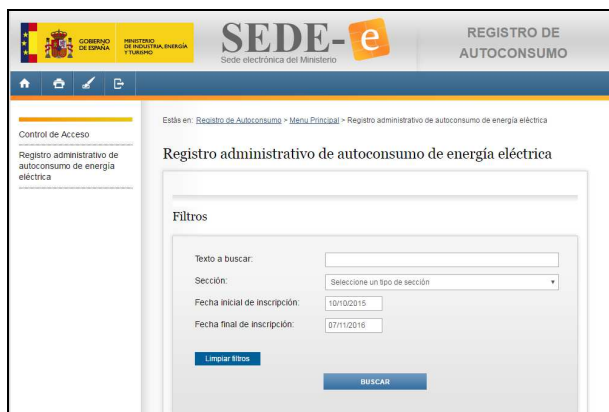 GOBIERNO
DE ESPAÑA
MINISTERIO
DE INDUSTRIA, ENERGÍA
Y TURISMO
SEDE-e
Sede electrónica del Ministerio
REGISTRO DE
AUTOCONSUMO
Control de Acceso
Registro administrativo de
autoconsumo de energía
eléctrica
Estás en: Registro de Autoconsumo > Menu Principal > Registro administrativo de autoconsumo de energía eléctrica
Registro administrativo de autoconsumo de energía eléctrica
Filtros
Texto a buscar:
Sección:
Seleccione un tipo de sección
Fecha inicial de inscripción:
10/10/2015
Fecha final de inscripción:
07/11/2016
Limpiar filtros
BUSCAR